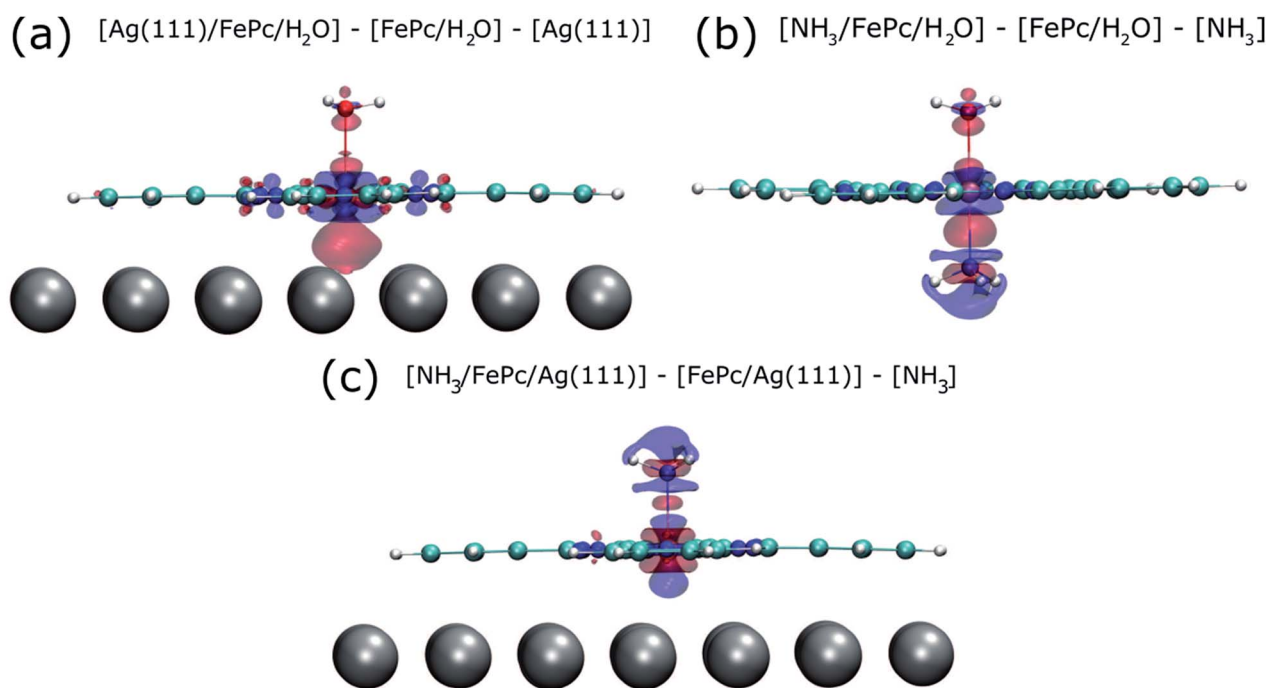 (a) [Ag(111)/FePc/H₂O] - [FePc/H₂O] - [Ag(111)]
(b) [NH₃/FePc/H₂O] - [FePc/H₂O] - [NH₃]
(c) [NH₃/FePc/Ag(111)] - [FePc/Ag(111)] - [NH₃]